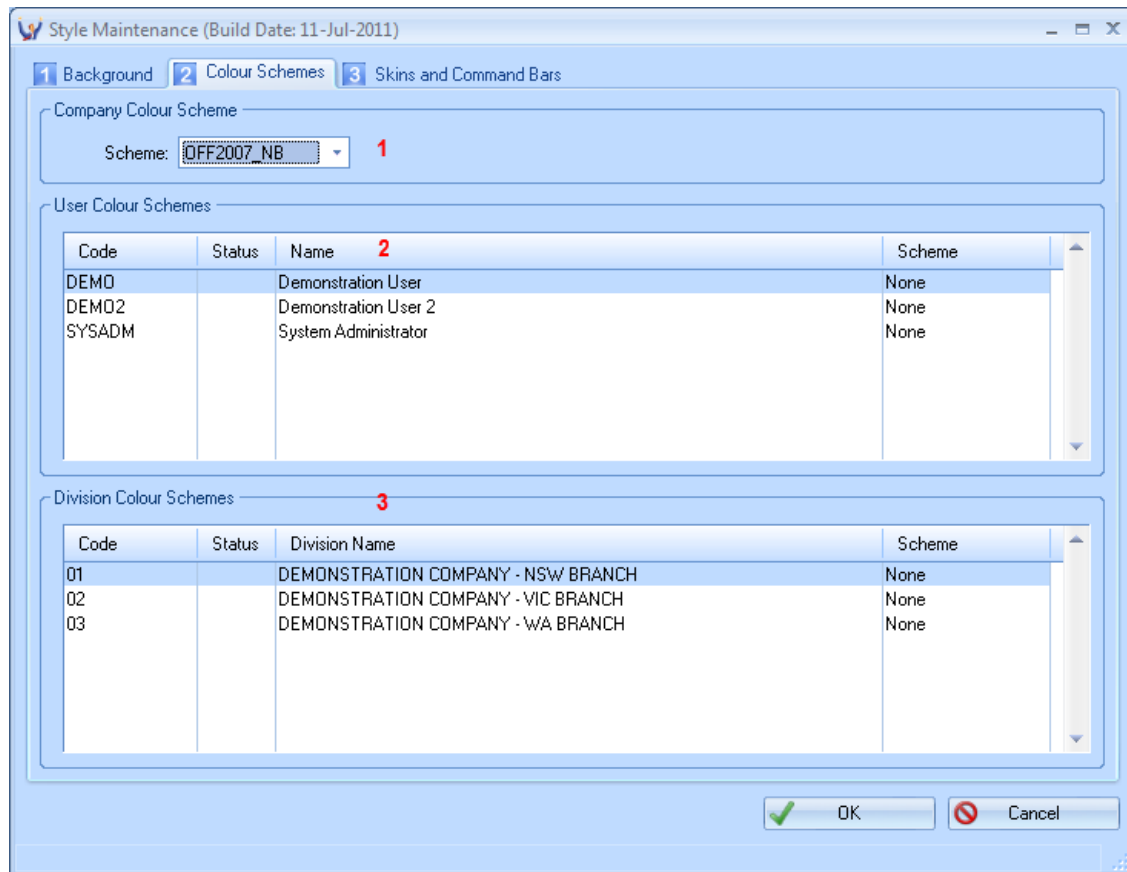 Style Maintenance (Build Date: 11-Jul-2011)
1 Background 2 Colour Schemes 3 Skins and Command Bars
Company Colour Scheme
Scheme: OFF2007_NB 1
User Colour Schemes
Code Status Name 2 Scheme
DEMO Demonstration User None
DEMO2 Demonstration User 2 None
SYSADM System Administrator None
Division Colour Schemes 3
Code Status Division Name Scheme
01 DEMONSTRATION COMPANY - NSW BRANCH None
02 DEMONSTRATION COMPANY - VIC BRANCH None
03 DEMONSTRATION COMPANY - WA BRANCH None
OK Cancel